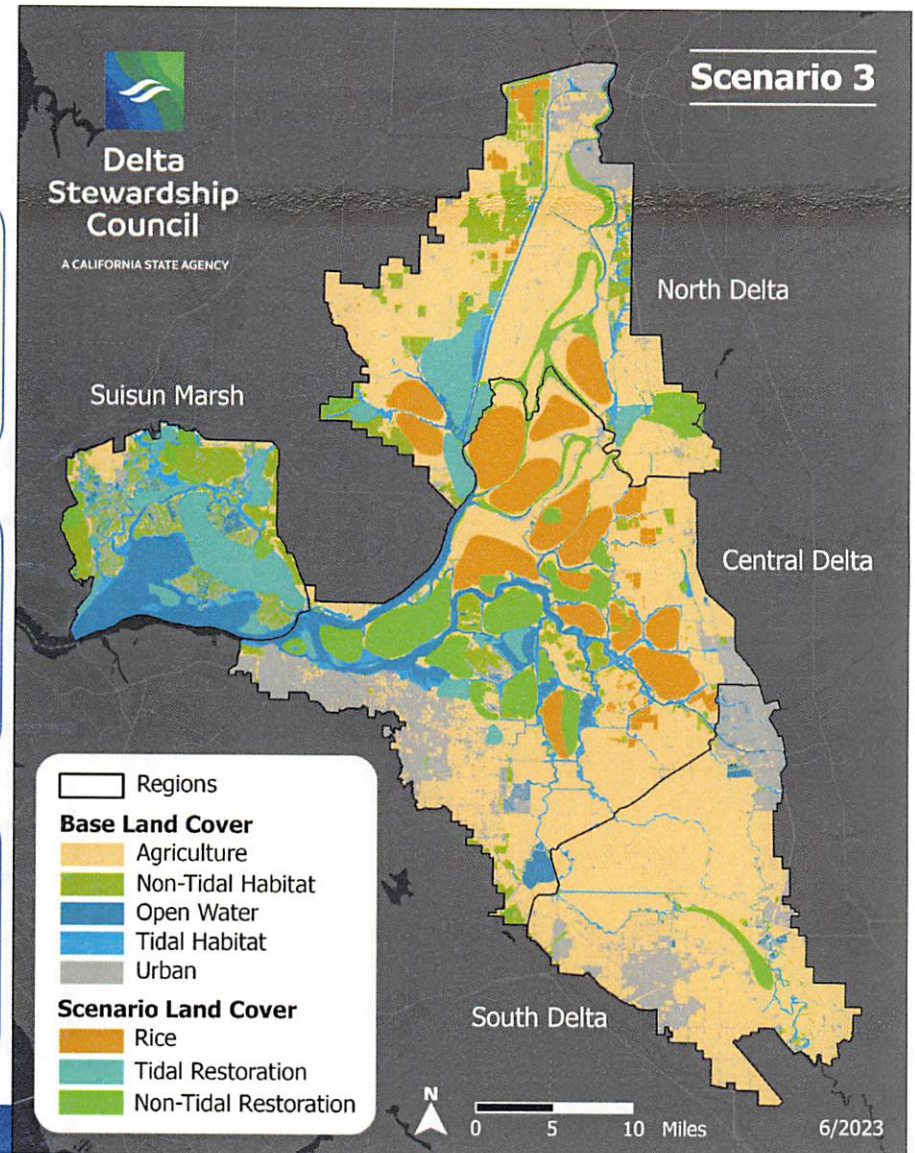 Scenario 3
Delta
Stewardship
Council
A CALIFORNIA STATE AGENCY
North Delta
Suisun Marsh
Central Delta
South Delta
Regions
Base Land Cover
Agriculture
Non-Tidal Habitat
Open Water
Tidal Habitat
Urban
Scenario Land Cover
Rice
Tidal Restoration
Non-Tidal Restoration
N
0 5 10 Miles
6/2023